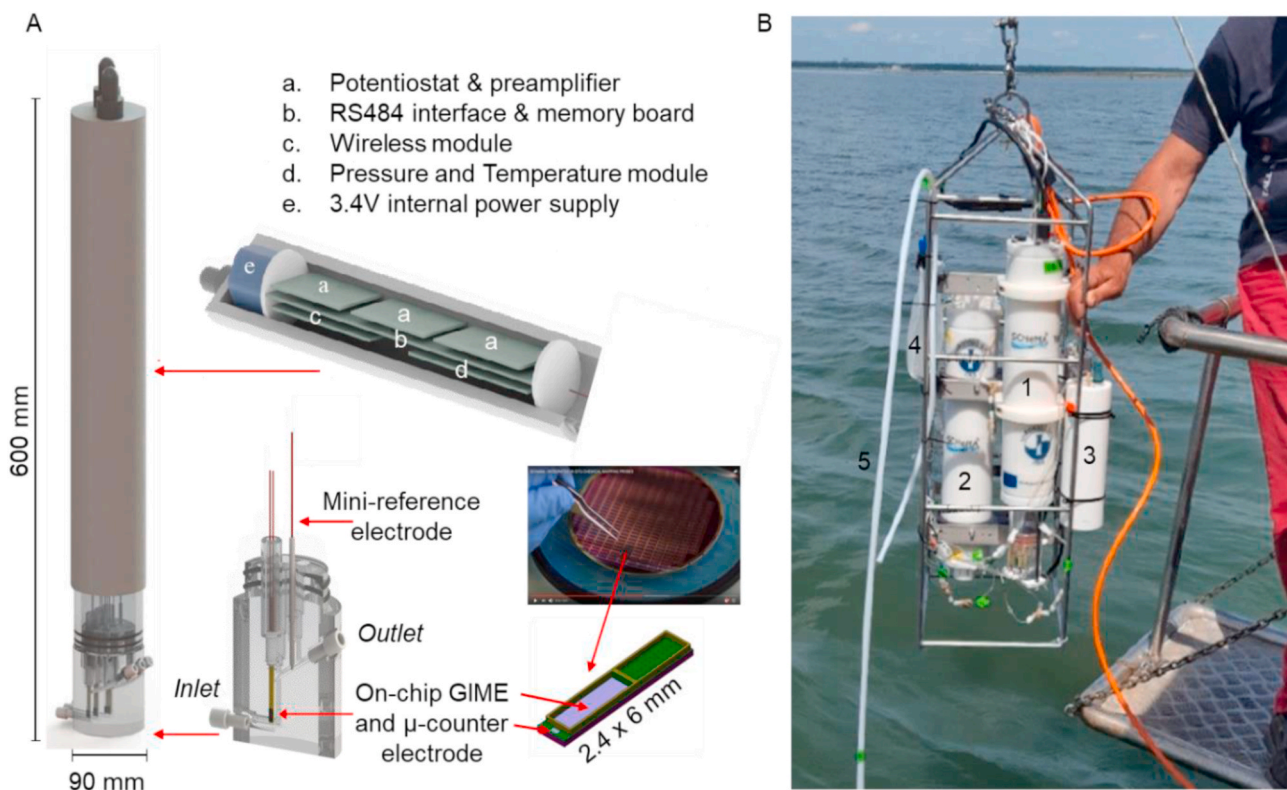 A
a. Potentiostat & preamplifier
b. RS484 interface & memory board
c. Wireless module
d. Pressure and Temperature module
e. 3.4V internal power supply
e
a
a
a
c
b
d
600 mm
90 mm
Mini-reference
electrode
Outlet
Inlet
On-chip GIME
and µ-counter
electrode
2.4 x 6 mm
B
1
2
3
4
5